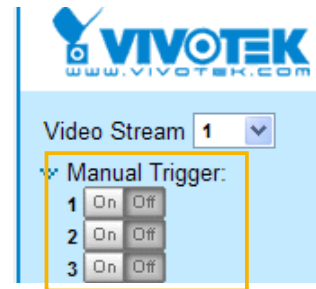 VIVOTEK
www.vivotek.com
Video Stream 1
Manual Trigger:
1 On Off
2 On Off
3 On Off